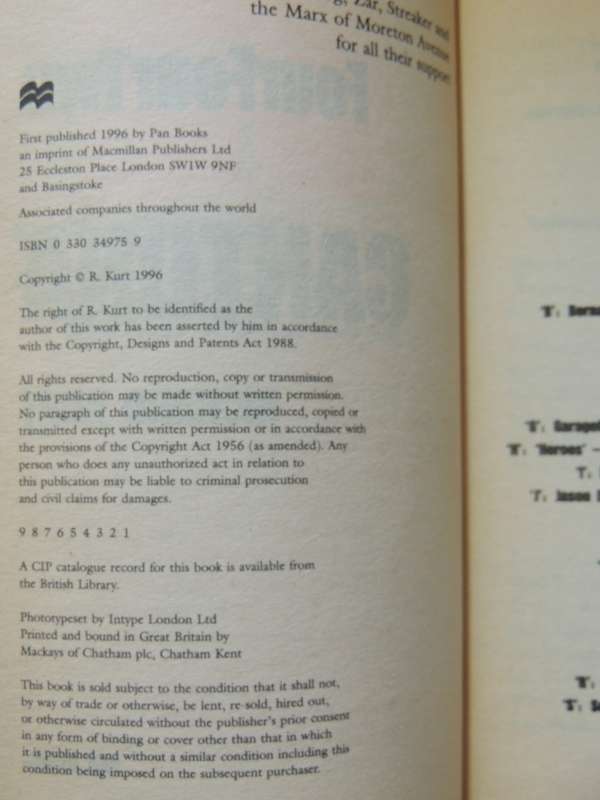 Zar, Streaker and
the Marx of Moreton Avenue
for all their support
First published 1996 by Pan Books
an imprint of Macmillan Publishers Ltd
25 Eccleston Place London SW1W 9NF
and Basingstoke
Associated companies throughout the world
ISBN 0 330 34975 9
Copyright © R. Kurt 1996
The right of R. Kurt to be identified as the
author of this work has been asserted by him in accordance
with the Copyright, Designs and Patents Act 1988.
All rights reserved. No reproduction, copy or transmission
of this publication may be made without written permission.
No paragraph of this publication may be reproduced, copied or
transmitted except with written permission or in accordance with
the provisions of the Copyright Act 1956 (as amended). Any
person who does any unauthorized act in relation to
this publication may be liable to criminal prosecution
and civil claims for damages.
9 8 7 6 5 4 3 2 1
A CIP catalogue record for this book is available from
the British Library.
Phototypeset by Intype London Ltd
Printed and bound in Great Britain by
Mackays of Chatham plc, Chatham Kent
This book is sold subject to the condition that it shall not,
by way of trade or otherwise, be lent, re-sold, hired out,
or otherwise circulated without the publisher's prior consent
in any form of binding or cover other than that in which
it is published and without a similar condition including this
condition being imposed on the subsequent purchaser.
'Heroes' –
Jason